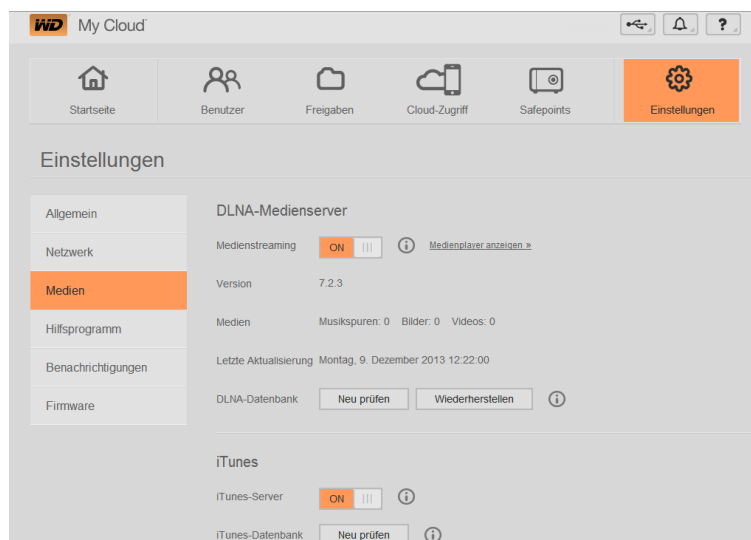 WD My Cloud
?
Startseite Benutzer Freigaben Cloud-Zugriff Safepoints Einstellungen
Einstellungen
Allgemein
Netzwerk
Medien
Hilfsprogramm
Benachrichtigungen
Firmware
DLNA-Medienserver
Medienstreaming ON Medienplayer anzeigen »
Version 7.2.3
Medien Musikspuren: 0 Bilder: 0 Videos: 0
Letzte Aktualisierung Montag, 9. Dezember 2013 12:22:00
DLNA-Datenbank Neu prüfen Wiederherstellen
iTunes
iTunes-Server ON
iTunes-Datenbank Neu prüfen